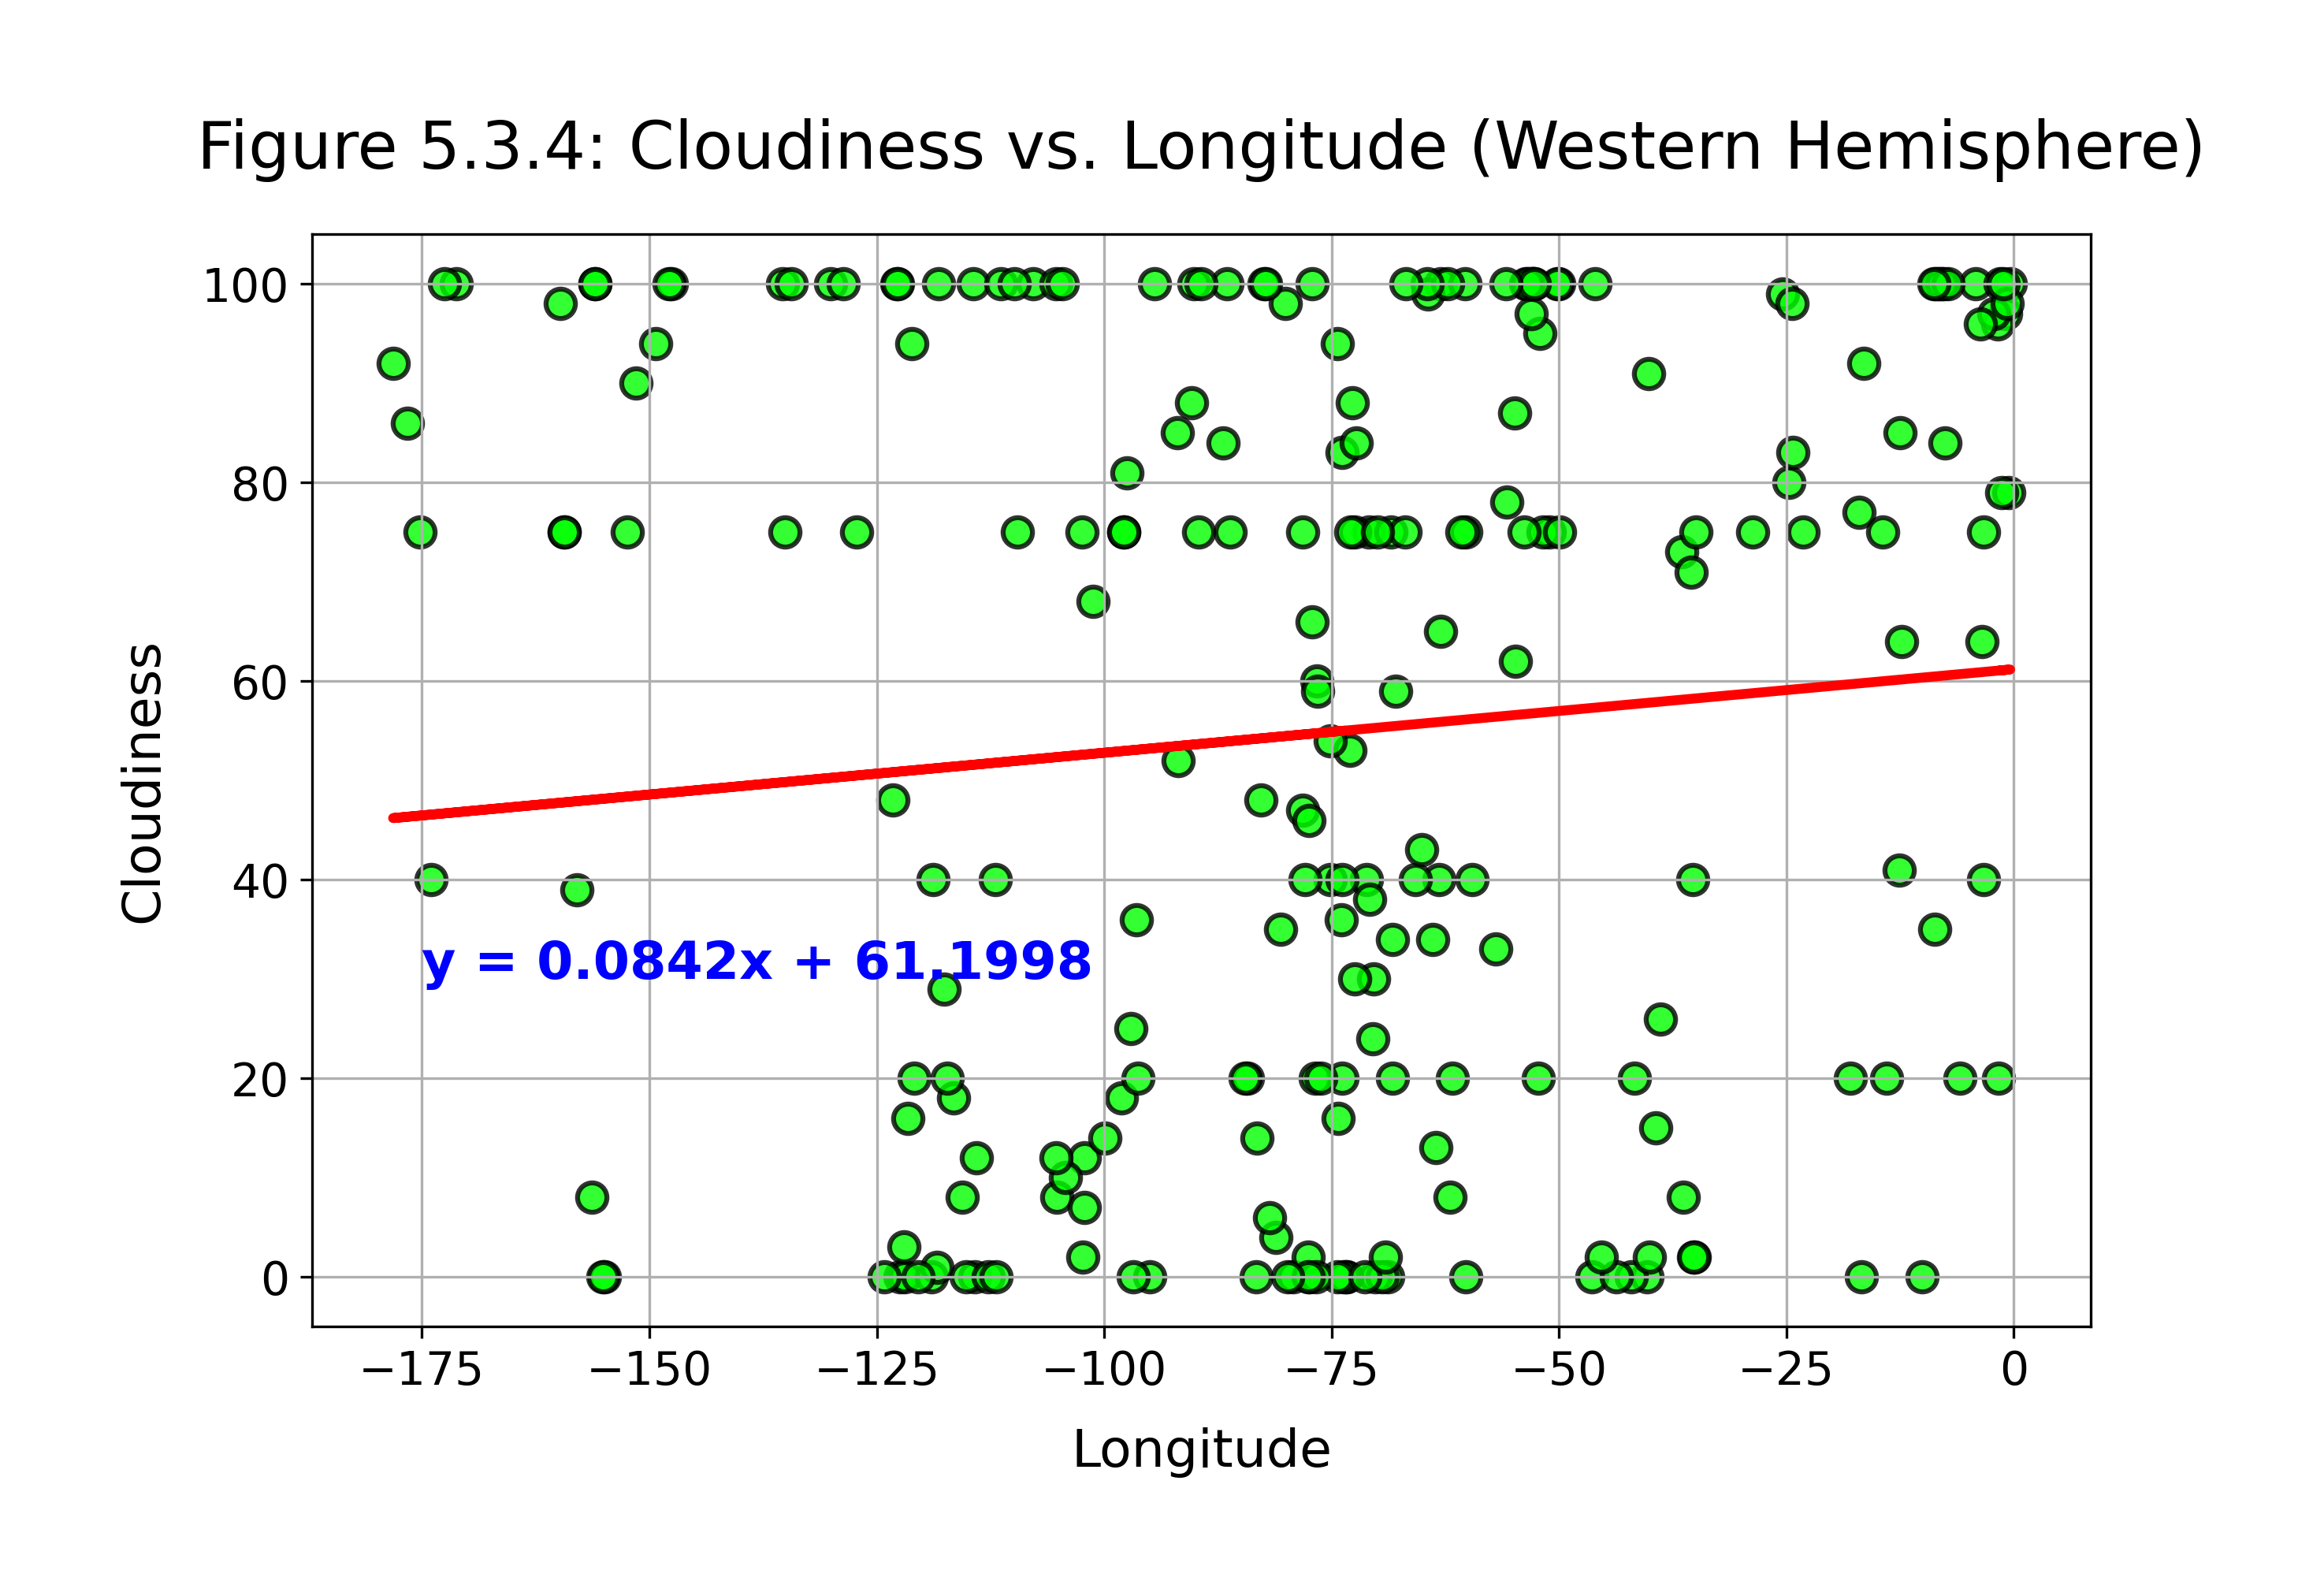 Figure 5.3.4: Cloudiness vs. Longitude (Western Hemisphere)
100
80
60
40
20
0
Cloudiness
y = 0.0842x + 61.1998
−175 −150 −125 −100 −75 −50 −25 0
Longitude